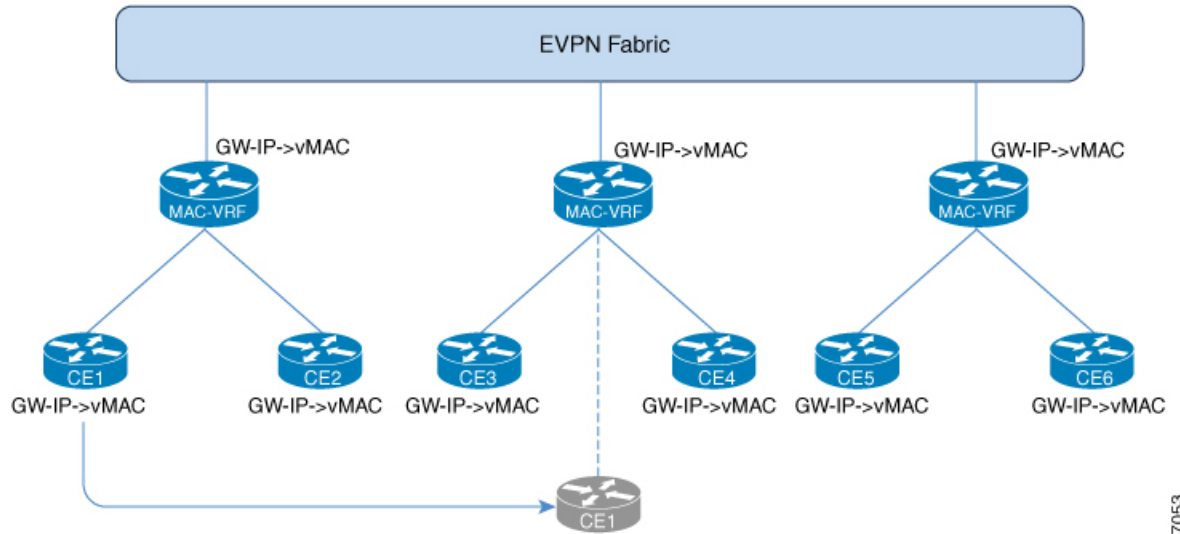 EVPN Fabric
GW-IP->vMAC
GW-IP->vMAC
GW-IP->vMAC
MAC-VRF
MAC-VRF
MAC-VRF
CE1
CE2
CE3
CE4
CE5
CE6
GW-IP->vMAC
GW-IP->vMAC
GW-IP->vMAC
GW-IP->vMAC
GW-IP->vMAC
GW-IP->vMAC
CE1
7053